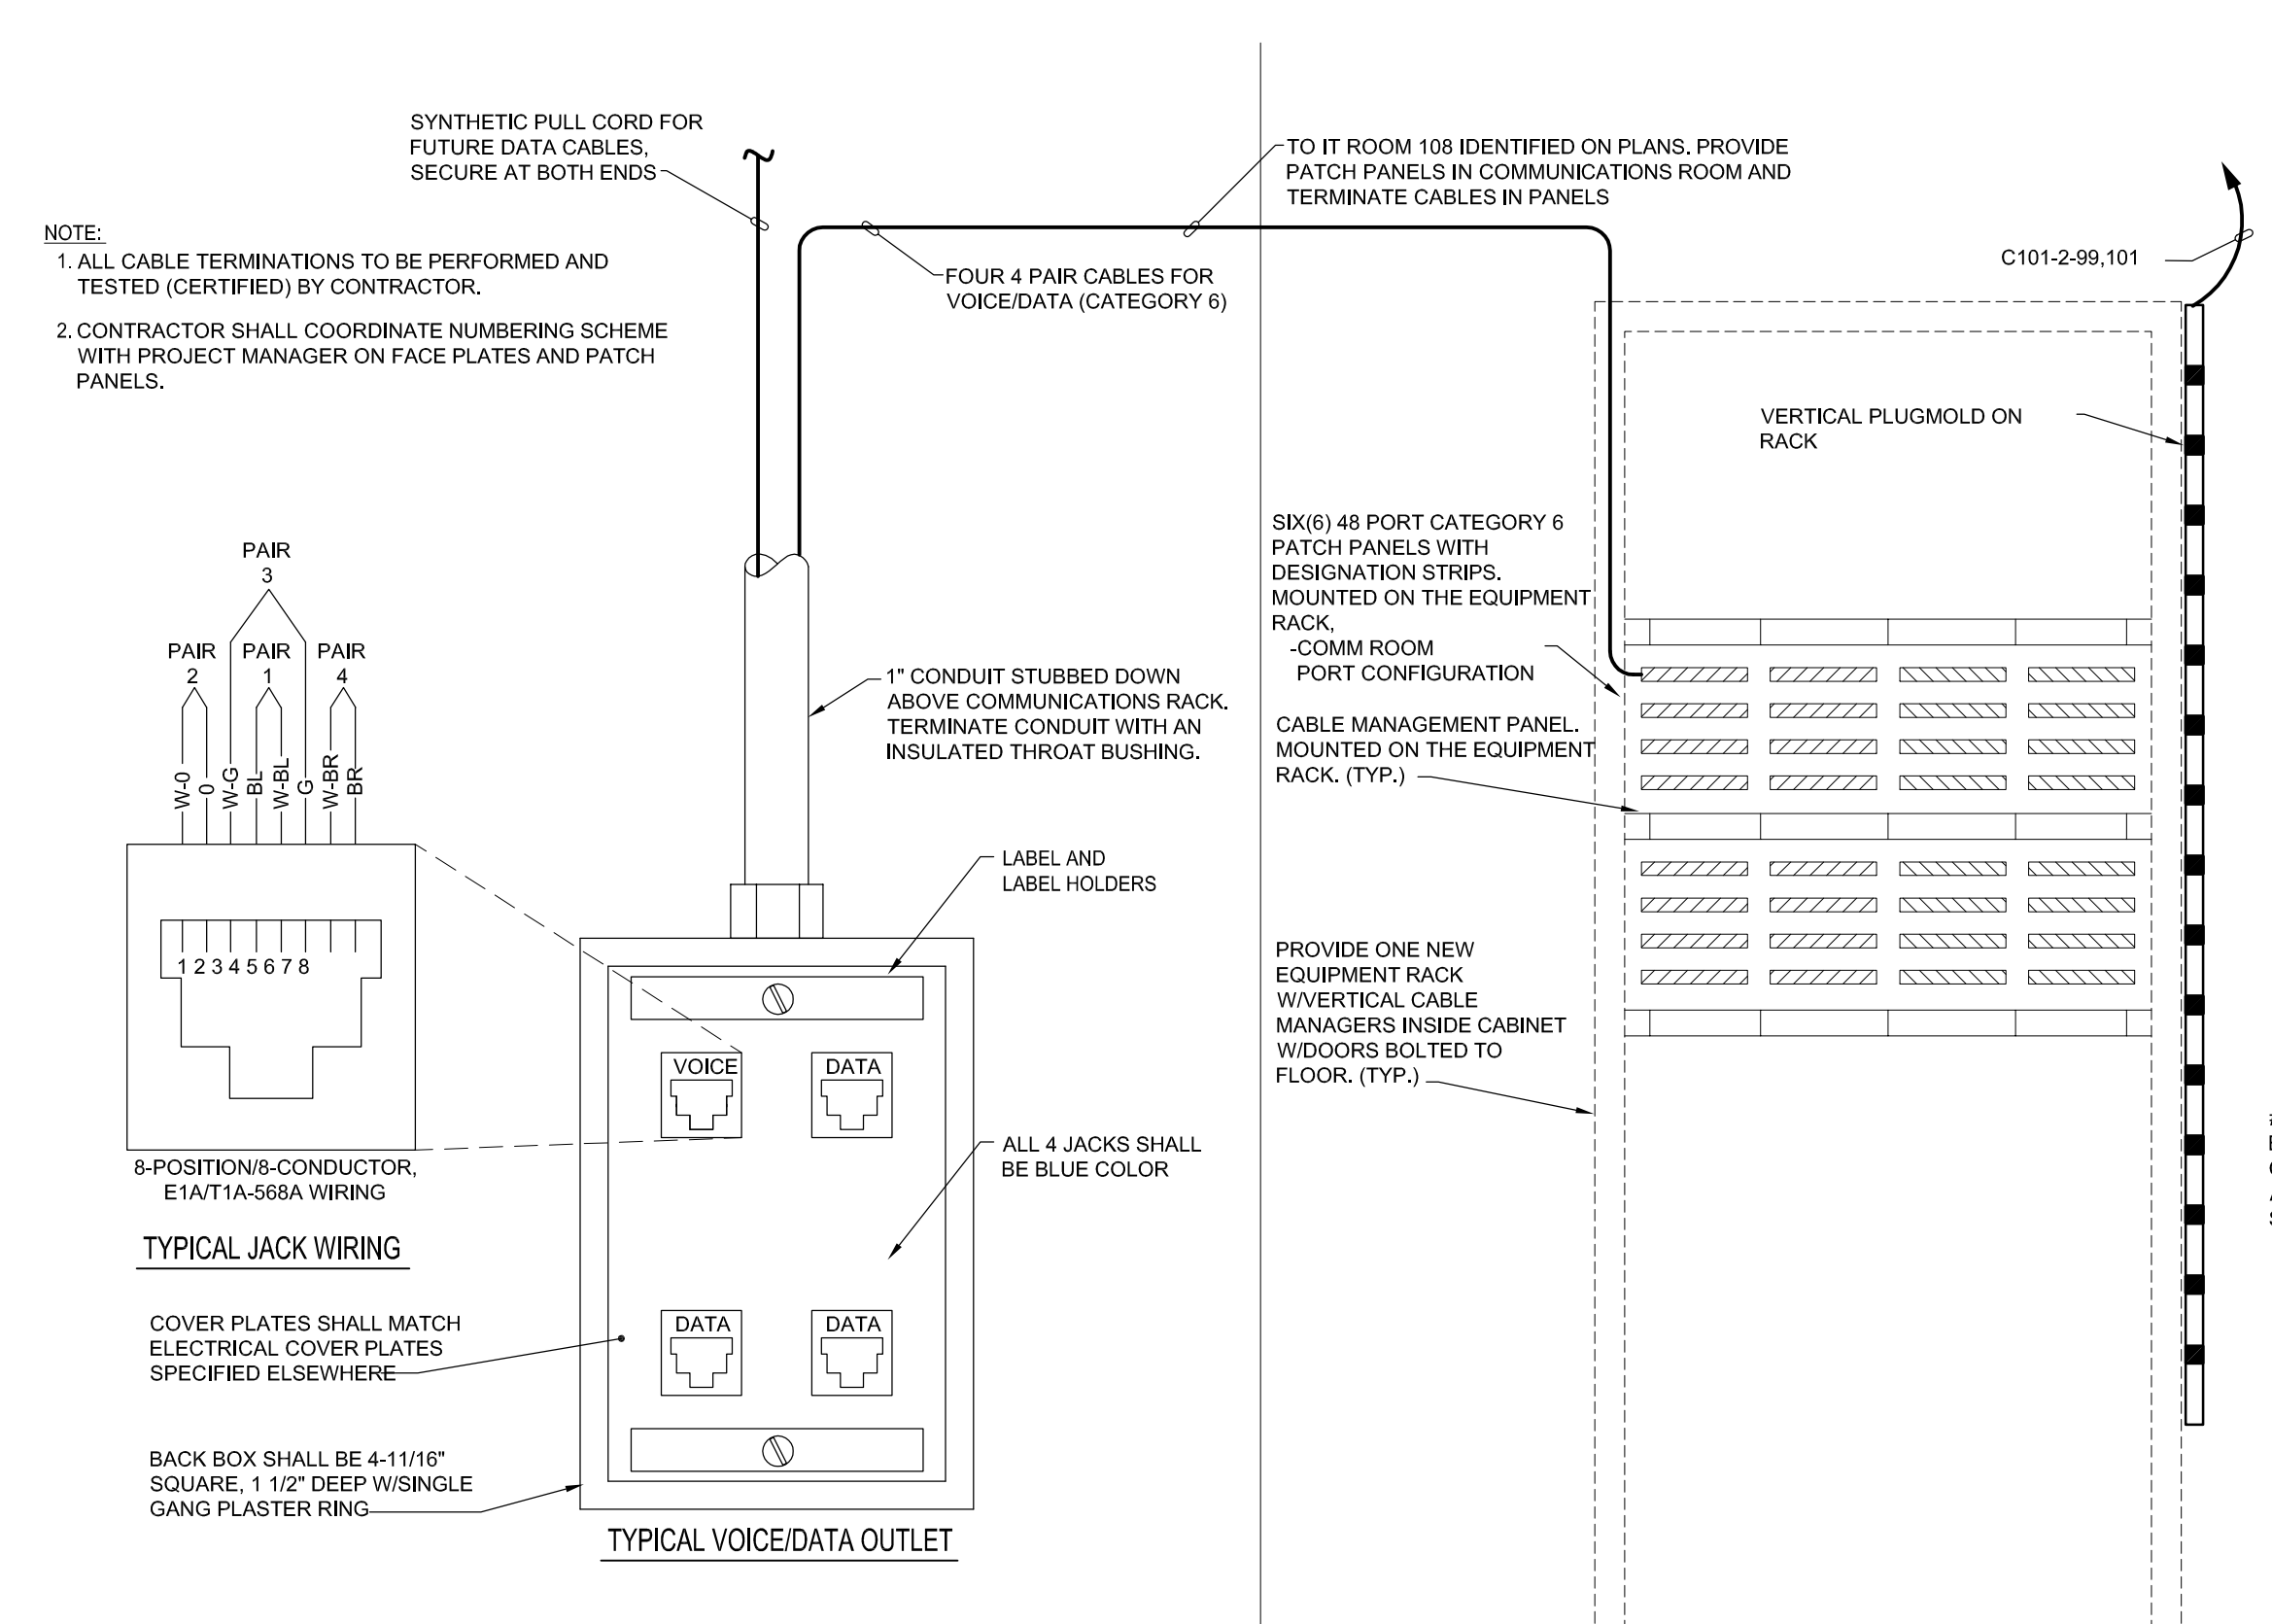 SYNTHETIC PULL CORD FOR
FUTURE DATA CABLES,
SECURE AT BOTH ENDS
TO IT ROOM 108 IDENTIFIED ON PLANS. PROVIDE
PATCH PANELS IN COMMUNICATIONS ROOM AND
TERMINATE CABLES IN PANELS
NOTE:
1. ALL CABLE TERMINATIONS TO BE PERFORMED AND
TESTED (CERTIFIED) BY CONTRACTOR.
2. CONTRACTOR SHALL COORDINATE NUMBERING SCHEME
WITH PROJECT MANAGER ON FACE PLATES AND PATCH
PANELS.
FOUR 4 PAIR CABLES FOR
VOICE/DATA (CATEGORY 6)
C101-2-99,101
VERTICAL PLUGMOLD ON
RACK
SIX(6) 48 PORT CATEGORY 6
PATCH PANELS WITH
DESIGNATION STRIPS.
MOUNTED ON THE EQUIPMENT
RACK,
-COMM ROOM
PORT CONFIGURATION
PAIR
3
PAIR
2
PAIR
1
PAIR
4
W-0
0
W-G
BL
W-BL
G
W-BR
BR
1 2 3 4 5 6 7 8
8-POSITION/8-CONDUCTOR,
E1A/T1A-568A WIRING
TYPICAL JACK WIRING
1" CONDUIT STUBBED DOWN
ABOVE COMMUNICATIONS RACK.
TERMINATE CONDUIT WITH AN
INSULATED THROAT BUSHING.
CABLE MANAGEMENT PANEL.
MOUNTED ON THE EQUIPMENT
RACK. (TYP.)
LABEL AND
LABEL HOLDERS
PROVIDE ONE NEW
EQUIPMENT RACK
W/VERTICAL CABLE
MANAGERS INSIDE CABINET
W/DOORS BOLTED TO
FLOOR. (TYP.)
VOICE
DATA
ALL 4 JACKS SHALL
BE BLUE COLOR
DATA
DATA
COVER PLATES SHALL MATCH
ELECTRICAL COVER PLATES
SPECIFIED ELSEWHERE
BACK BOX SHALL BE 4-11/16"
SQUARE, 1 1/2" DEEP W/SINGLE
GANG PLASTER RING
TYPICAL VOICE/DATA OUTLET